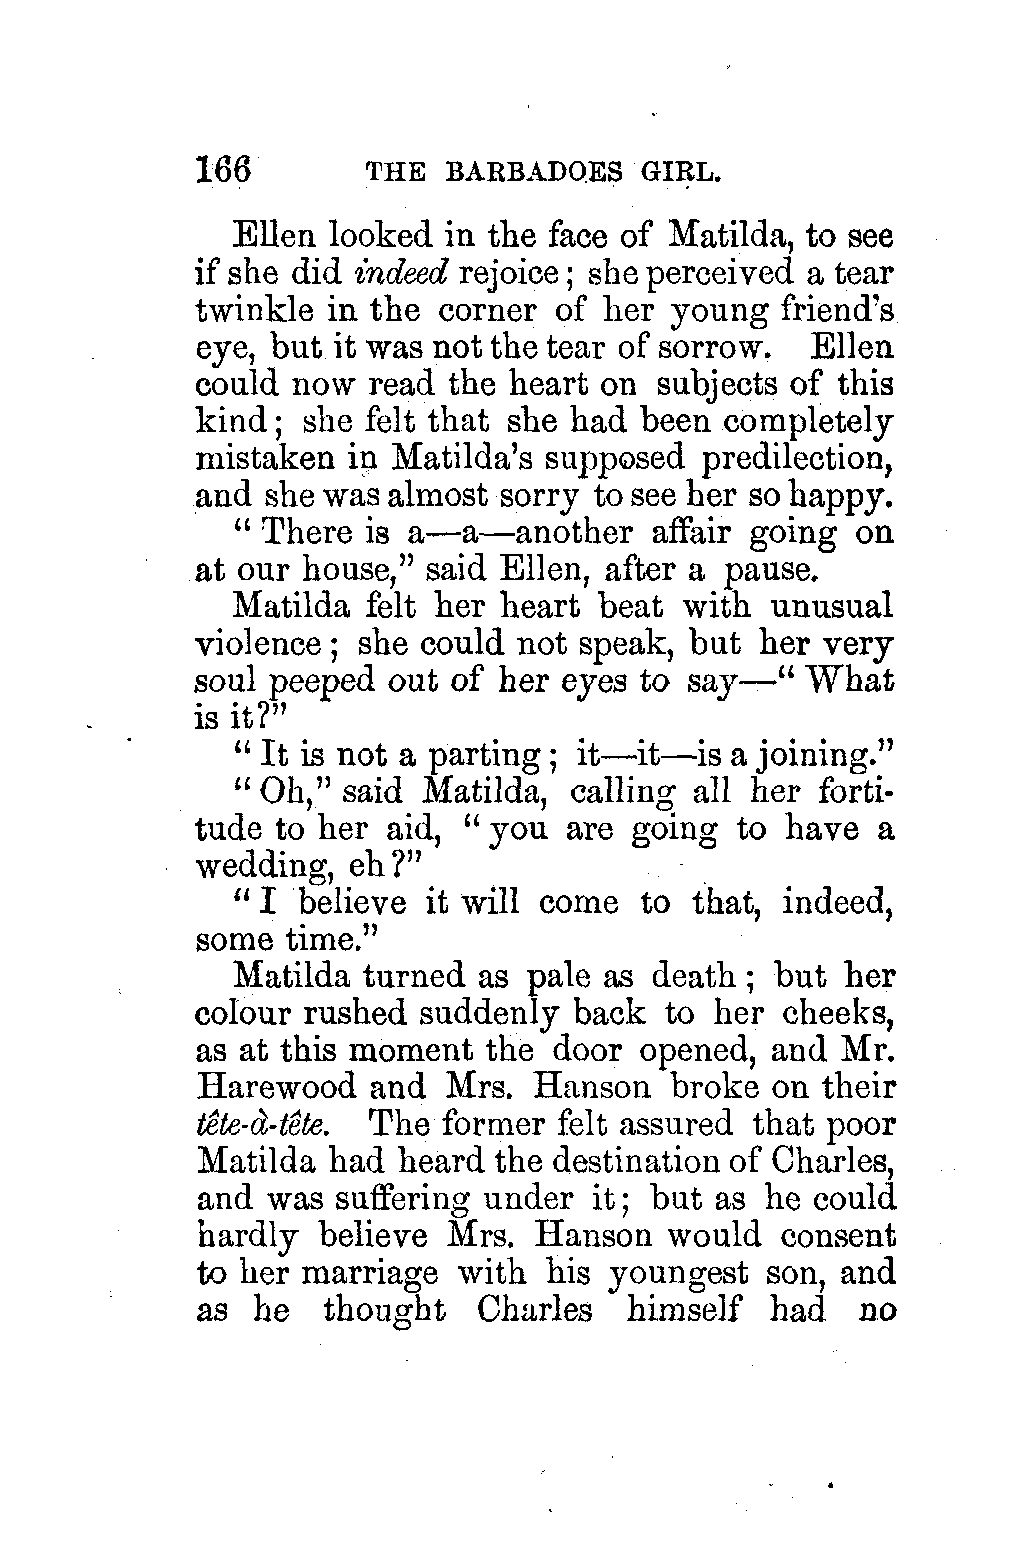 166 THE BARBADOES GIRL.
Ellen looked in the face of Matilda, to see
if she did indeed rejoice; she perceived a tear
twinkle in the corner of her young friend's
eye, but it was not the tear of sorrow. Ellen
could now read the heart on subjects of this
kind; she felt that she had been completely
mistaken in Matilda's supposed predilection,
and she was almost sorry to see her so happy.
"There is a—a—another affair going on
at our house," said Ellen, after a pause.
Matilda felt her heart beat with unusual
violence; she could not speak, but her very
soul peeped out of her eyes to say—"What
is it?"
"It is not a parting; it—it—is a joining."
"Oh," said Matilda, calling all her forti-
tude to her aid, "you are going to have a
wedding, eh?"
"I believe it will come to that, indeed,
some time."
Matilda turned as pale as death; but her
colour rushed suddenly back to her cheeks,
as at this moment the door opened, and Mr.
Harewood and Mrs. Hanson broke on their
tête-à-tête. The former felt assured that poor
Matilda had heard the destination of Charles,
and was suffering under it; but as he could
hardly believe Mrs. Hanson would consent
to her marriage with his youngest son, and
as he thought Charles himself had no